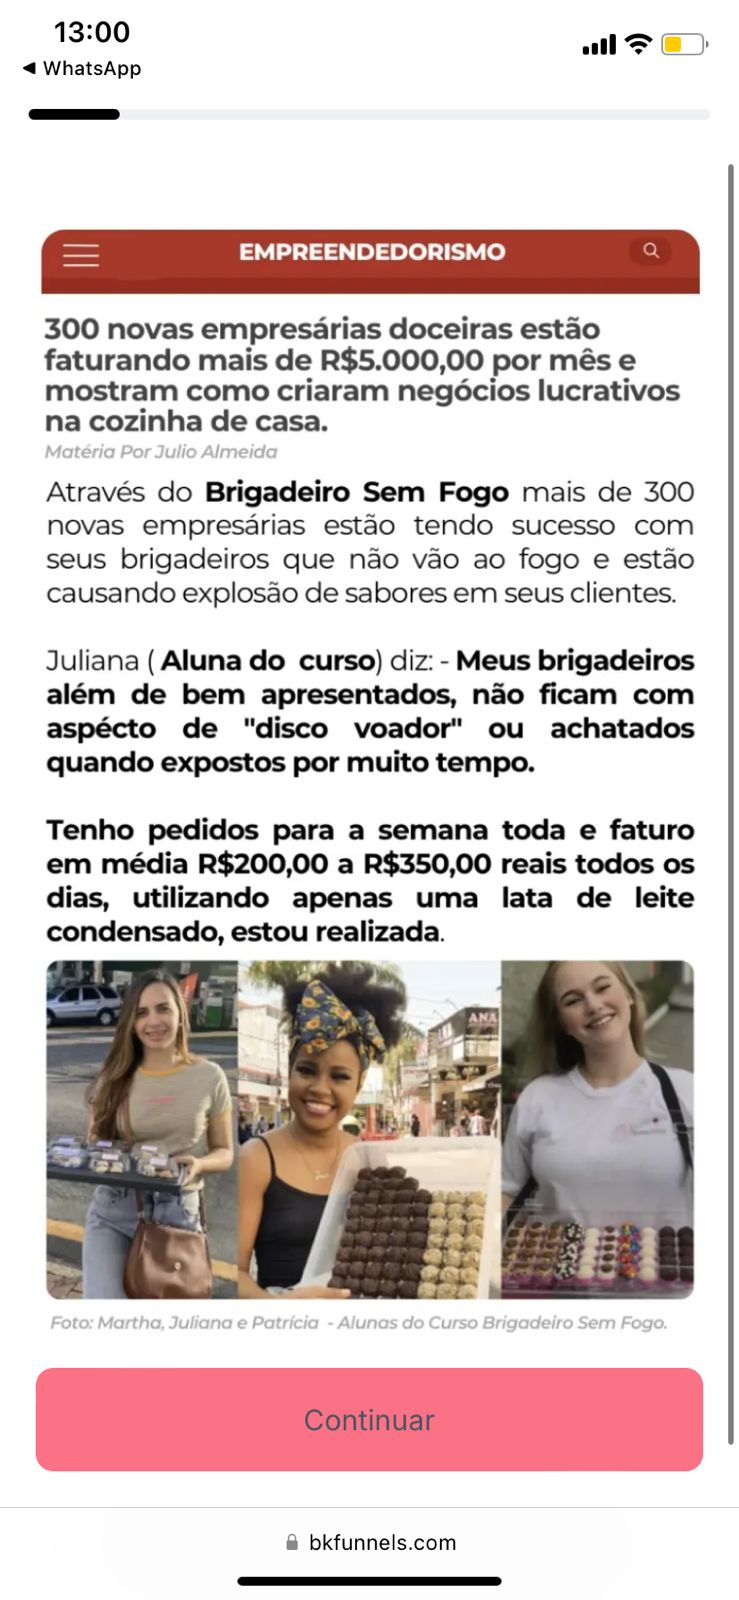 13:00
◀ WhatsApp
EMPREENDEDORISMO
300 novas empresárias doceiras estão
faturando mais de R$5.000,00 por mês e
mostram como criaram negócios lucrativos
na cozinha de casa.
Matéria Por Julio Almeida
Através do Brigadeiro Sem Fogo mais de 300
novas empresárias estão tendo sucesso com
seus brigadeiros que não vão ao fogo e estão
causando explosão de sabores em seus clientes.
Juliana ( Aluna do curso) diz: - Meus brigadeiros
além de bem apresentados, não ficam com
aspécto de "disco voador" ou achatados
quando expostos por muito tempo.
Tenho pedidos para a semana toda e faturo
em média R$200,00 a R$350,00 reais todos os
dias, utilizando apenas uma lata de leite
condensado, estou realizada.
ANA
Foto: Martha, Juliana e Patrícia - Alunas do Curso Brigadeiro Sem Fogo.
Continuar
bkfunnels.com